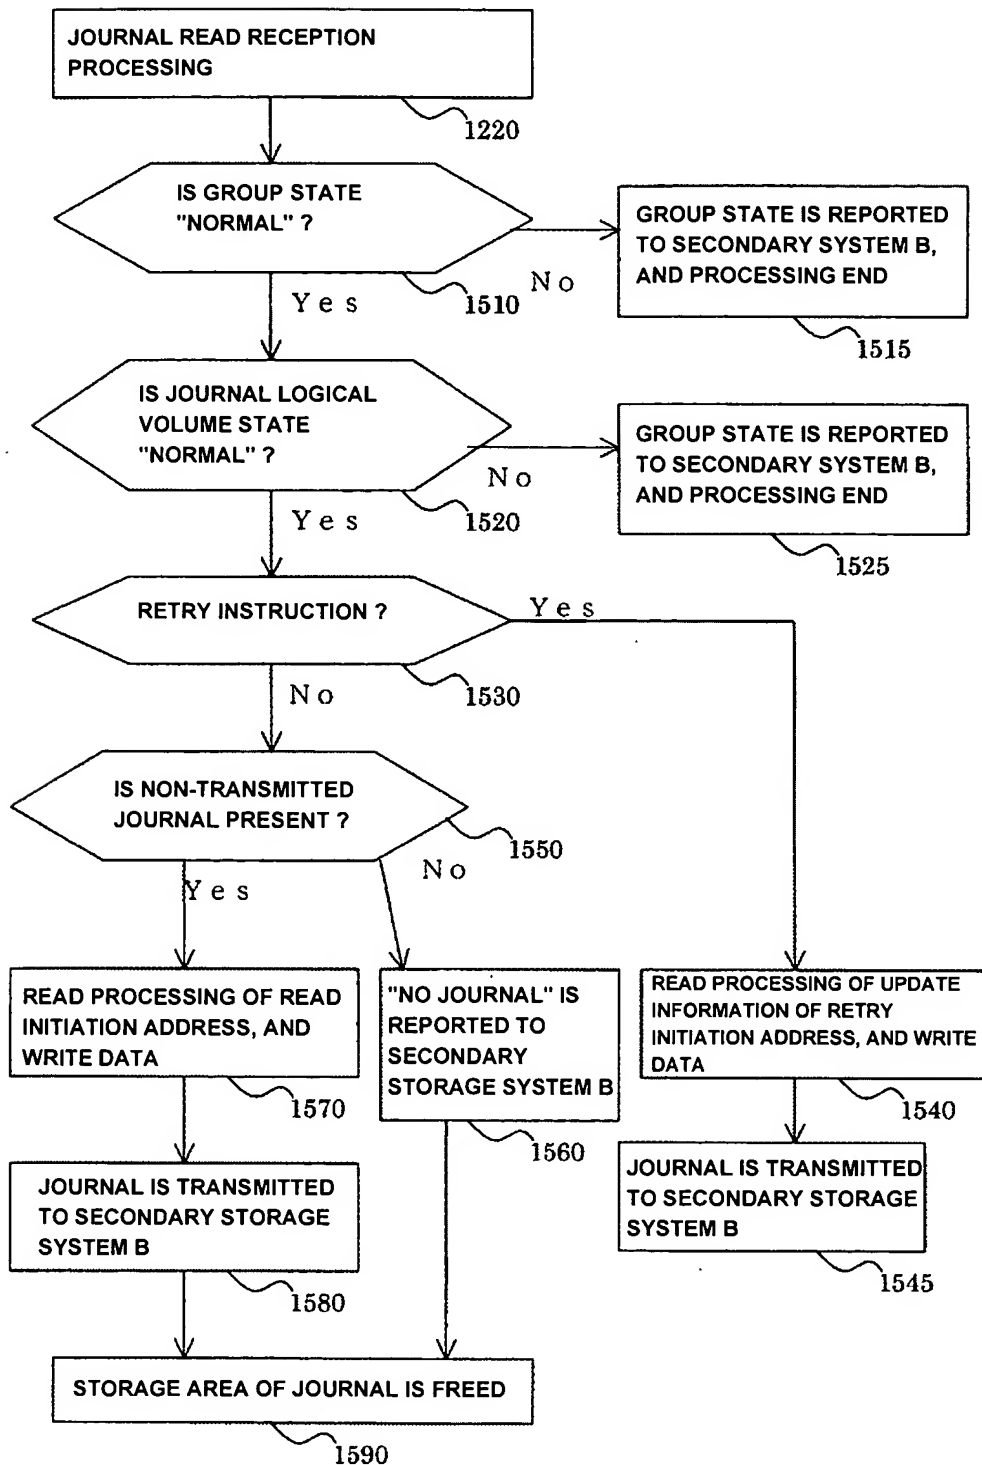 JOURNAL READ RECEPTION
PROCESSING
1220
IS GROUP STATE
"NORMAL" ?
1510
No
Yes
GROUP STATE IS REPORTED
TO SECONDARY SYSTEM B,
AND PROCESSING END
1515
IS JOURNAL LOGICAL
VOLUME STATE
"NORMAL" ?
1520
No
Yes
GROUP STATE IS REPORTED
TO SECONDARY SYSTEM B,
AND PROCESSING END
1525
RETRY INSTRUCTION ?
Yes
1530
No
IS NON-TRANSMITTED
JOURNAL PRESENT ?
1550
No
Yes
READ PROCESSING OF READ
INITIATION ADDRESS, AND
WRITE DATA
1570
"NO JOURNAL" IS
REPORTED TO
SECONDARY
STORAGE SYSTEM B
1560
READ PROCESSING OF UPDATE
INFORMATION OF RETRY
INITIATION ADDRESS, AND WRITE
DATA
1540
JOURNAL IS TRANSMITTED
TO SECONDARY STORAGE
SYSTEM B
1580
JOURNAL IS TRANSMITTED
TO SECONDARY STORAGE
SYSTEM B
1545
STORAGE AREA OF JOURNAL IS FREED
1590